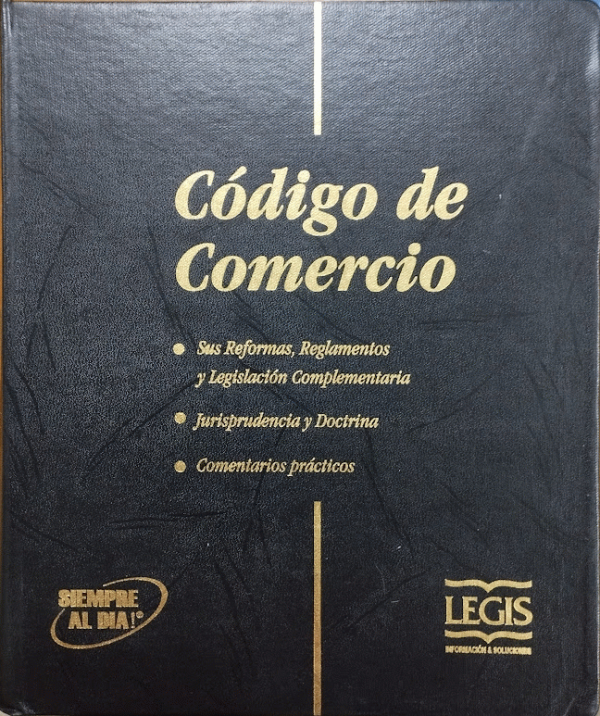 Código de
Comercio
• Sus Reformas, Reglamentos
y Legislación Complementaria
• Jurisprudencia y Doctrina
• Comentarios prácticos
SIEMPRE
AL DIA!®
LEGIS
INFORMACIÓN & SOLUCIONES